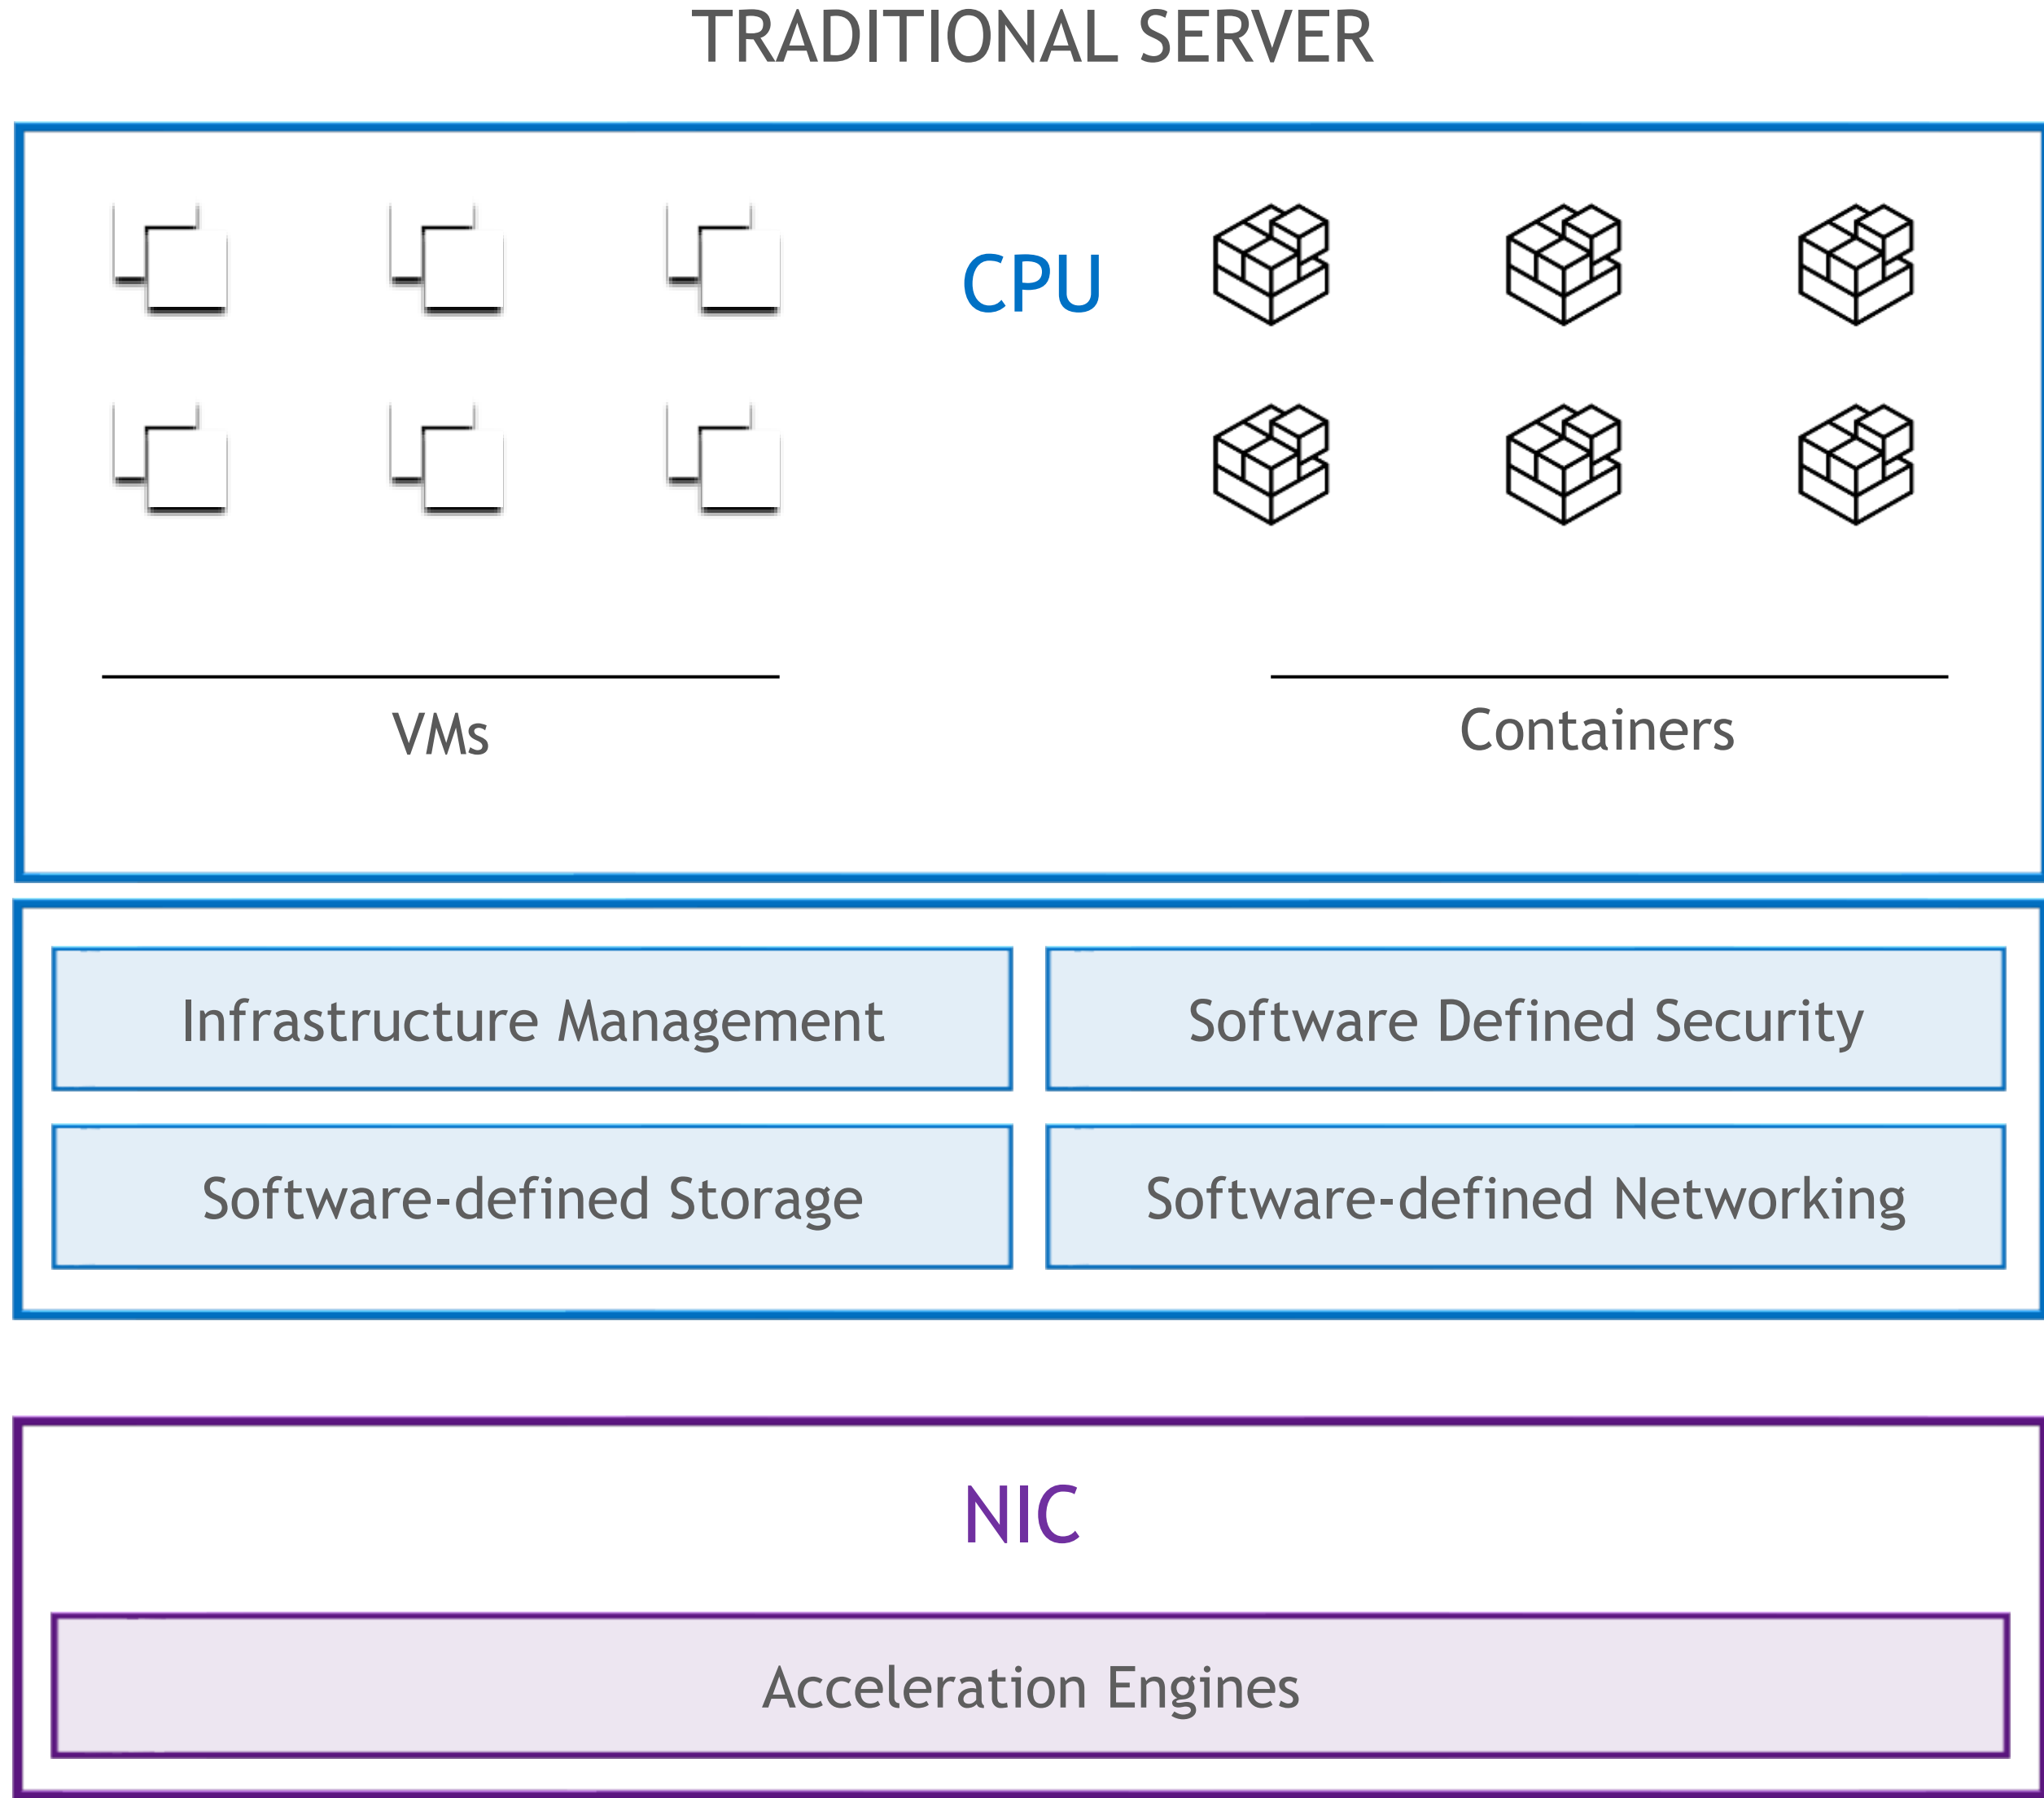 TRADITIONAL SERVER
CPU
VMs
Containers
Infrastructure Management
Software Defined Security
Software-defined Storage
Software-defined Networking
NIC
Acceleration Engines